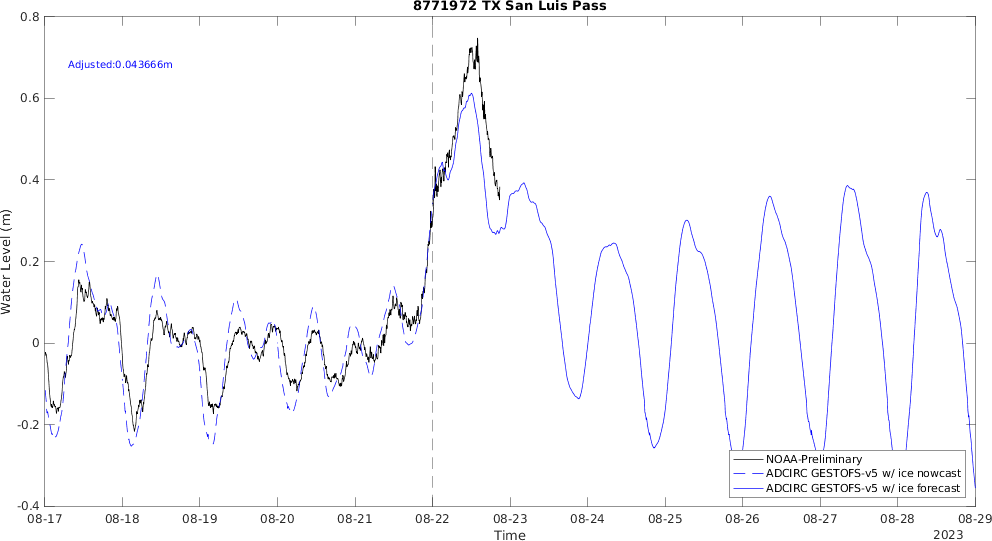 8771972 TX San Luis Pass
Adjusted:0.043666m
Water Level (m)
0.8
0.6
0.4
0.2
0
-0.2
-0.4
08-17 08-18 08-19 08-20 08-21 08-22 08-23 08-24 08-25 08-26 08-27 08-28 08-29
Time
2023
NOAA-Preliminary
ADCIRC GESTOFS-v5 w/ ice nowcast
ADCIRC GESTOFS-v5 w/ ice forecast